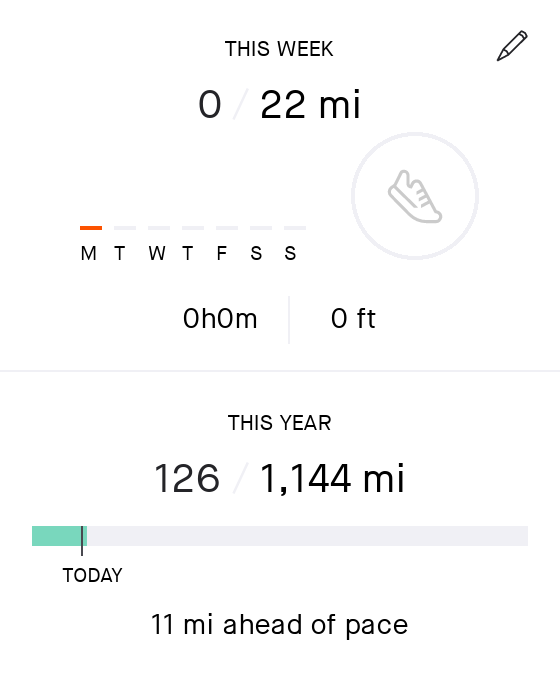 THIS WEEK
0 / 22 mi
M T W T F S S
0h0m
0 ft
THIS YEAR
126 / 1,144 mi
TODAY
11 mi ahead of pace